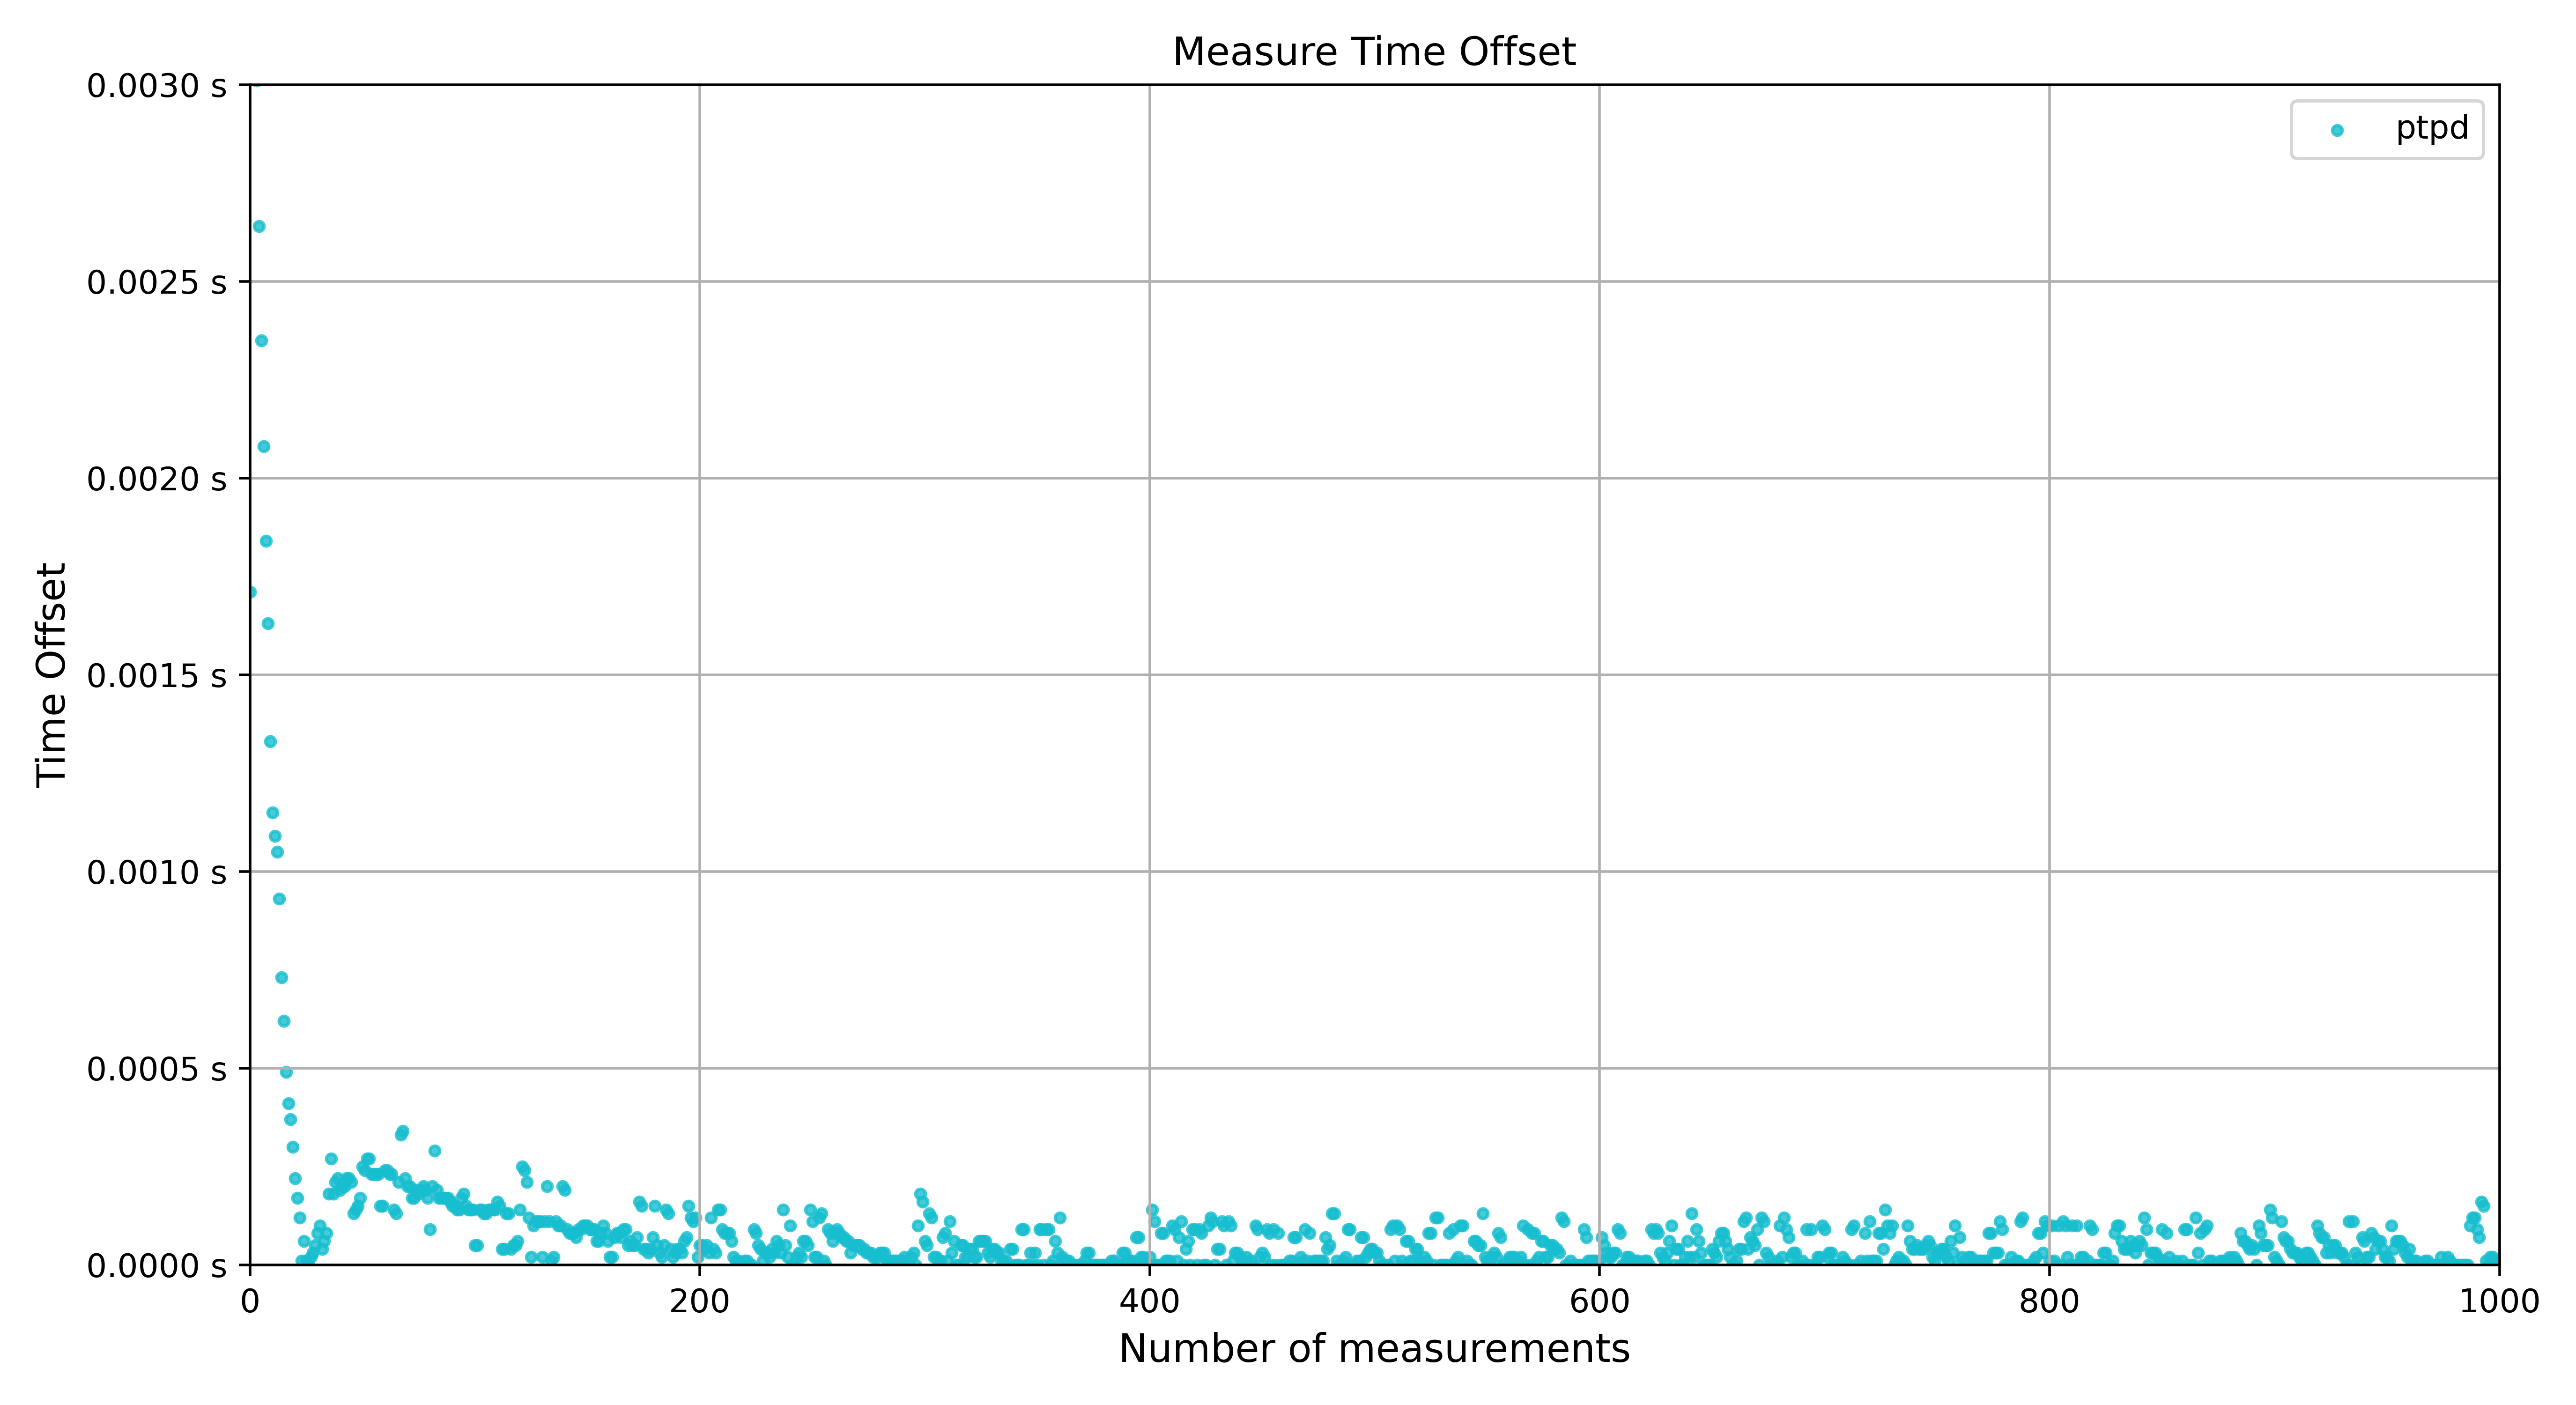 Measure Time Offset
0.0030 s
0.0025 s
0.0020 s
0.0015 s
0.0010 s
0.0005 s
0.0000 s
Time Offset
ptpd
0 200 400 600 800 1000
Number of measurements